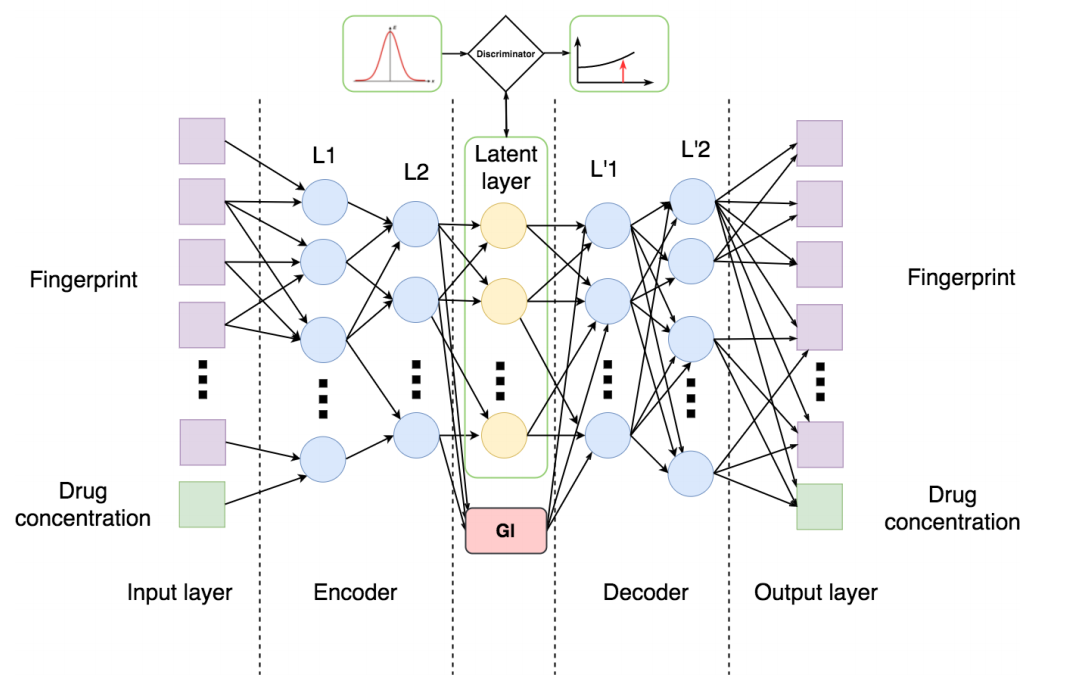 Discriminator
L1
L2
Latent
layer
L'1
L'2
Fingerprint
Fingerprint
Drug
concentration
Drug
concentration
GI
Input layer
Encoder
Decoder
Output layer